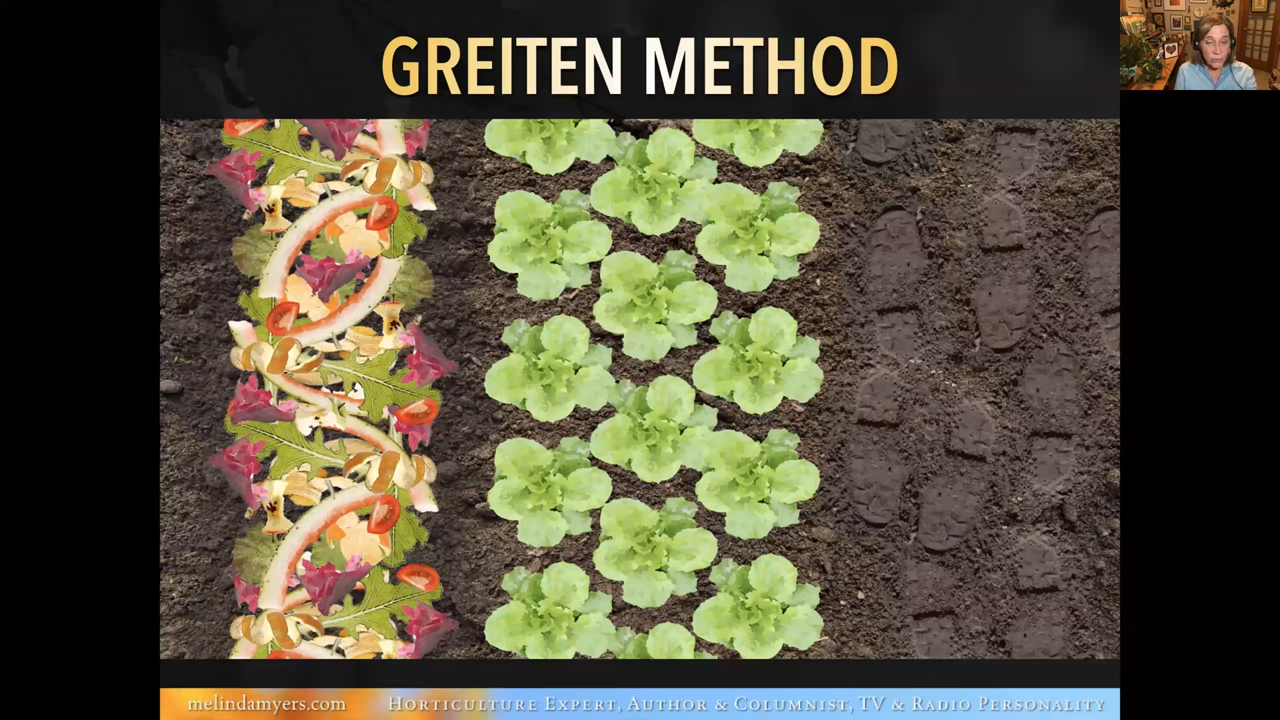 GREITEN METHOD
melindamyers.com HORTICULTURE EXPERT, AUTHOR & COLUMNIST, TV & RADIO PERSONALITY